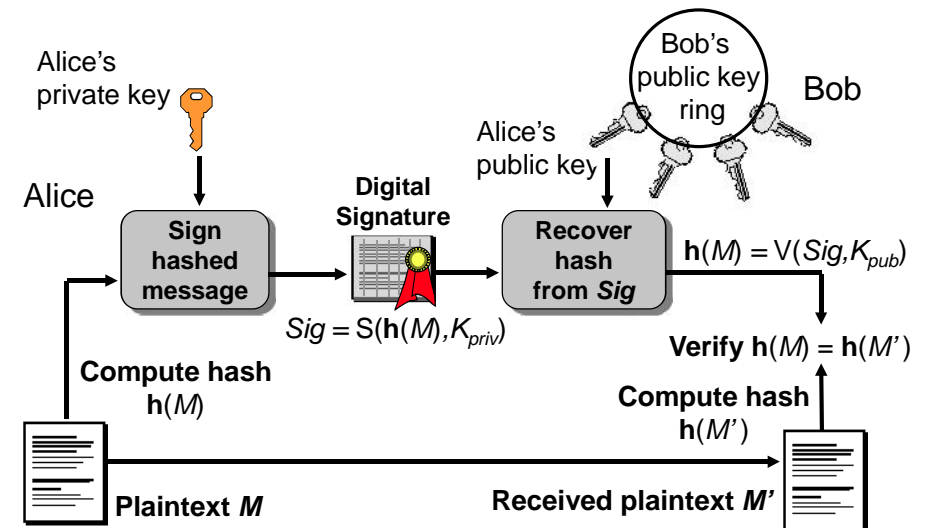 Alice's
private key
Bob's
public key
ring
Bob
Alice's
public key
Alice
Digital
Signature
Sign
hashed
message
Recover
hash
from Sig
h(M) = V(Sig,Kpub)
Sig = S(h(M),Kpriv)
Verify h(M) = h(M')
Compute hash
h(M)
Compute hash
h(M')
Plaintext M
Received plaintext M'